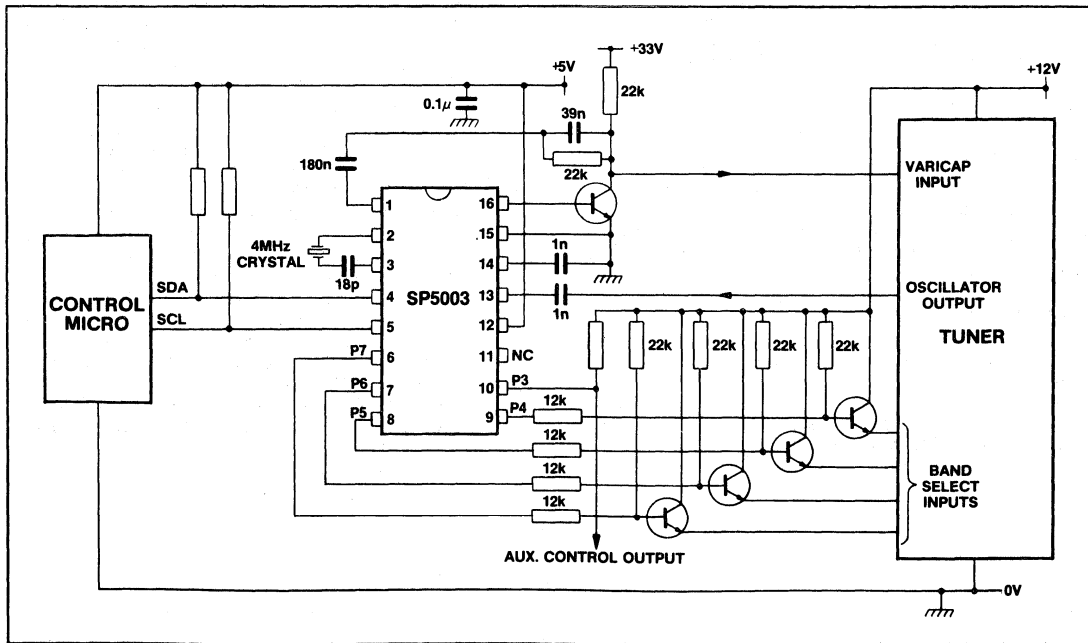 +33V
+5V
+12V
0.1μ
22k
39n
180n
22k
VARICAP
INPUT
1
16
2
.15
4MHz
CRYSTAL
1n
3
14
18p
SP5003
CONTROL
MICRO
SDA
4
13
1n
OSCILLATOR
OUTPUT
SCL
5
12
TUNER
P7
6
11
NC
22k
22k
22k
22k
P6
7
10
P3
P5
8
9
P4
12k
12k
12k
12k
BAND
SELECT
INPUTS
AUX. CONTROL OUTPUT
0V